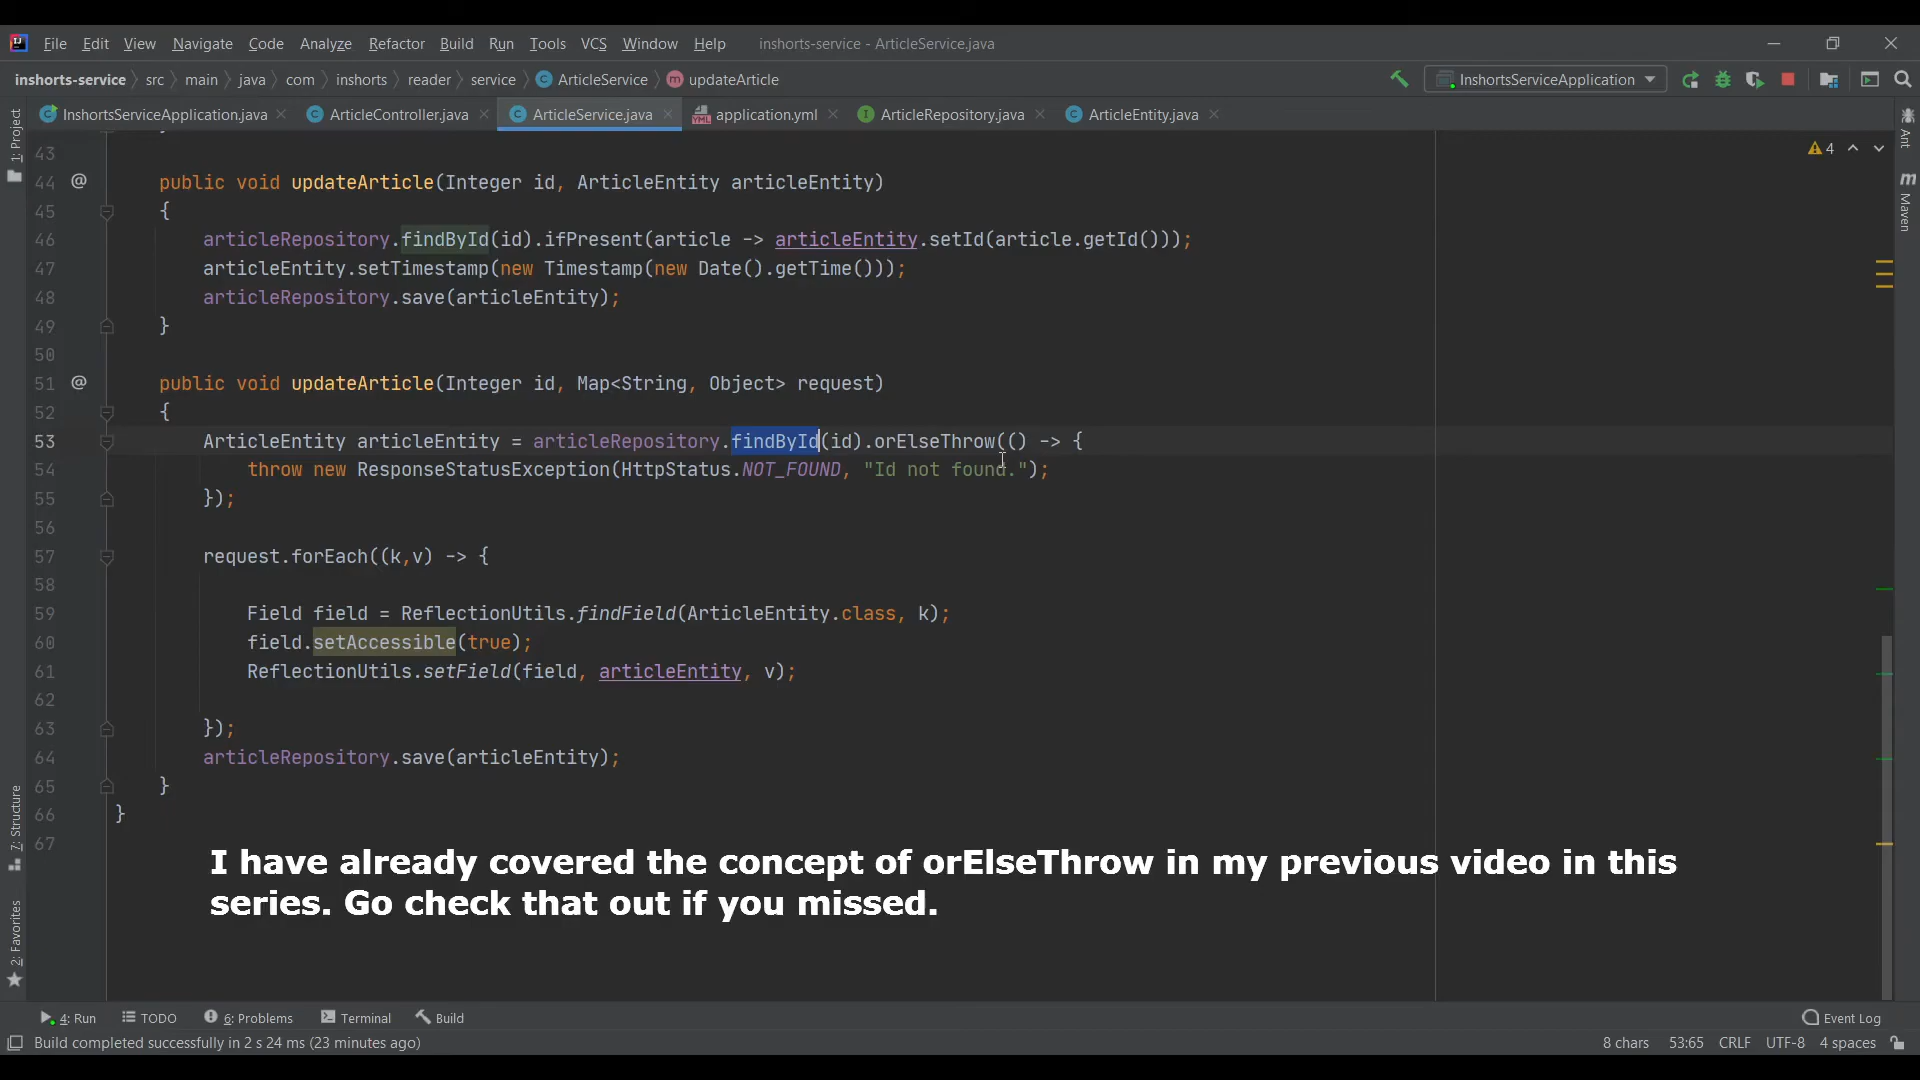 File Edit View Navigate Code Analyze Refactor Build Run Tools VCS Window Help inshorts-service - ArticleService.java
inshorts-service src main java com inshorts reader service ArticleService updateArticle InshortsServiceApplication
InshortsServiceApplication.java ArticleController.java ArticleService.java application.yml ArticleRepository.java ArticleEntity.java
1: Project
Ant
Maven
4
43
44 @ public void updateArticle(Integer id, ArticleEntity articleEntity)
45 {
46 articleRepository.findById(id).ifPresent(article -> articleEntity.setId(article.getId()));
47 articleEntity.setTimestamp(new Timestamp(new Date().getTime()));
48 articleRepository.save(articleEntity);
49 }
50
51 @ public void updateArticle(Integer id, Map<String, Object> request)
52 {
53 ArticleEntity articleEntity = articleRepository.findById(id).orElseThrow(() -> {
54 throw new ResponseStatusException(HttpStatus.NOT_FOUND, "Id not found.");
55 });
56
57 request.forEach((k,v) -> {
58
59 Field field = ReflectionUtils.findField(ArticleEntity.class, k);
60 field.setAccessible(true);
61 ReflectionUtils.setField(field, articleEntity, v);
62
63 });
64 articleRepository.save(articleEntity);
65 }
66 }
67
7: Structure
2: Favorites
I have already covered the concept of orElseThrow in my previous video in this
series. Go check that out if you missed.
4: Run TODO 6: Problems Terminal Build Event Log
Build completed successfully in 2 s 24 ms (23 minutes ago) 8 chars 53:65 CRLF UTF-8 4 spaces